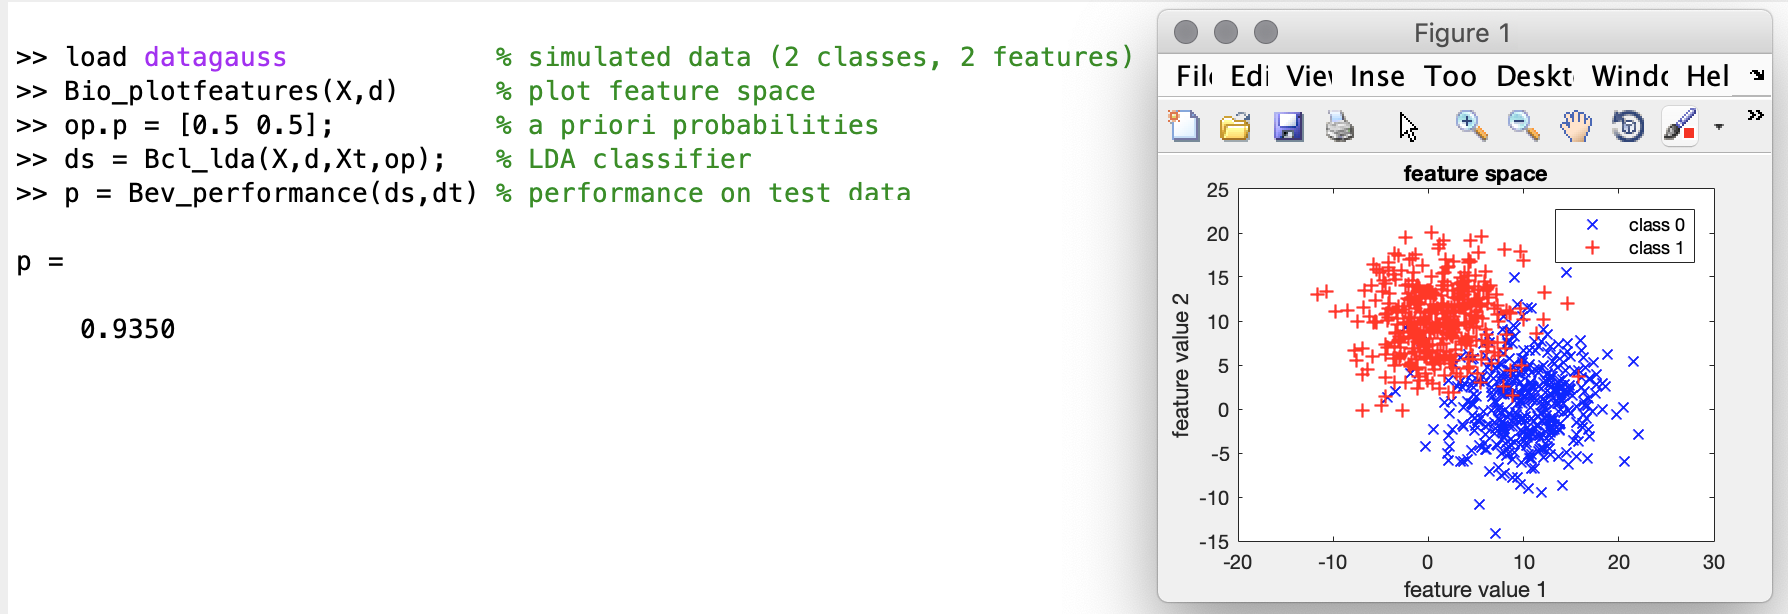 >> load datagauss % simulated data (2 classes, 2 features)
>> Bio_plotfeatures(X,d) % plot feature space
>> op.p = [0.5 0.5]; % a priori probabilities
>> ds = Bcl_lda(X,d,Xt,op); % LDA classifier
>> p = Bev_performance(ds,dt) % performance on test data
p =
0.9350
Figure 1
File Edi View Inse Too Deskt Windo Hel
feature space
class 0
class 1
25
20
15
10
5
0
-5
-10
-15
feature value 2
-20 -10 0 10 20 30
feature value 1